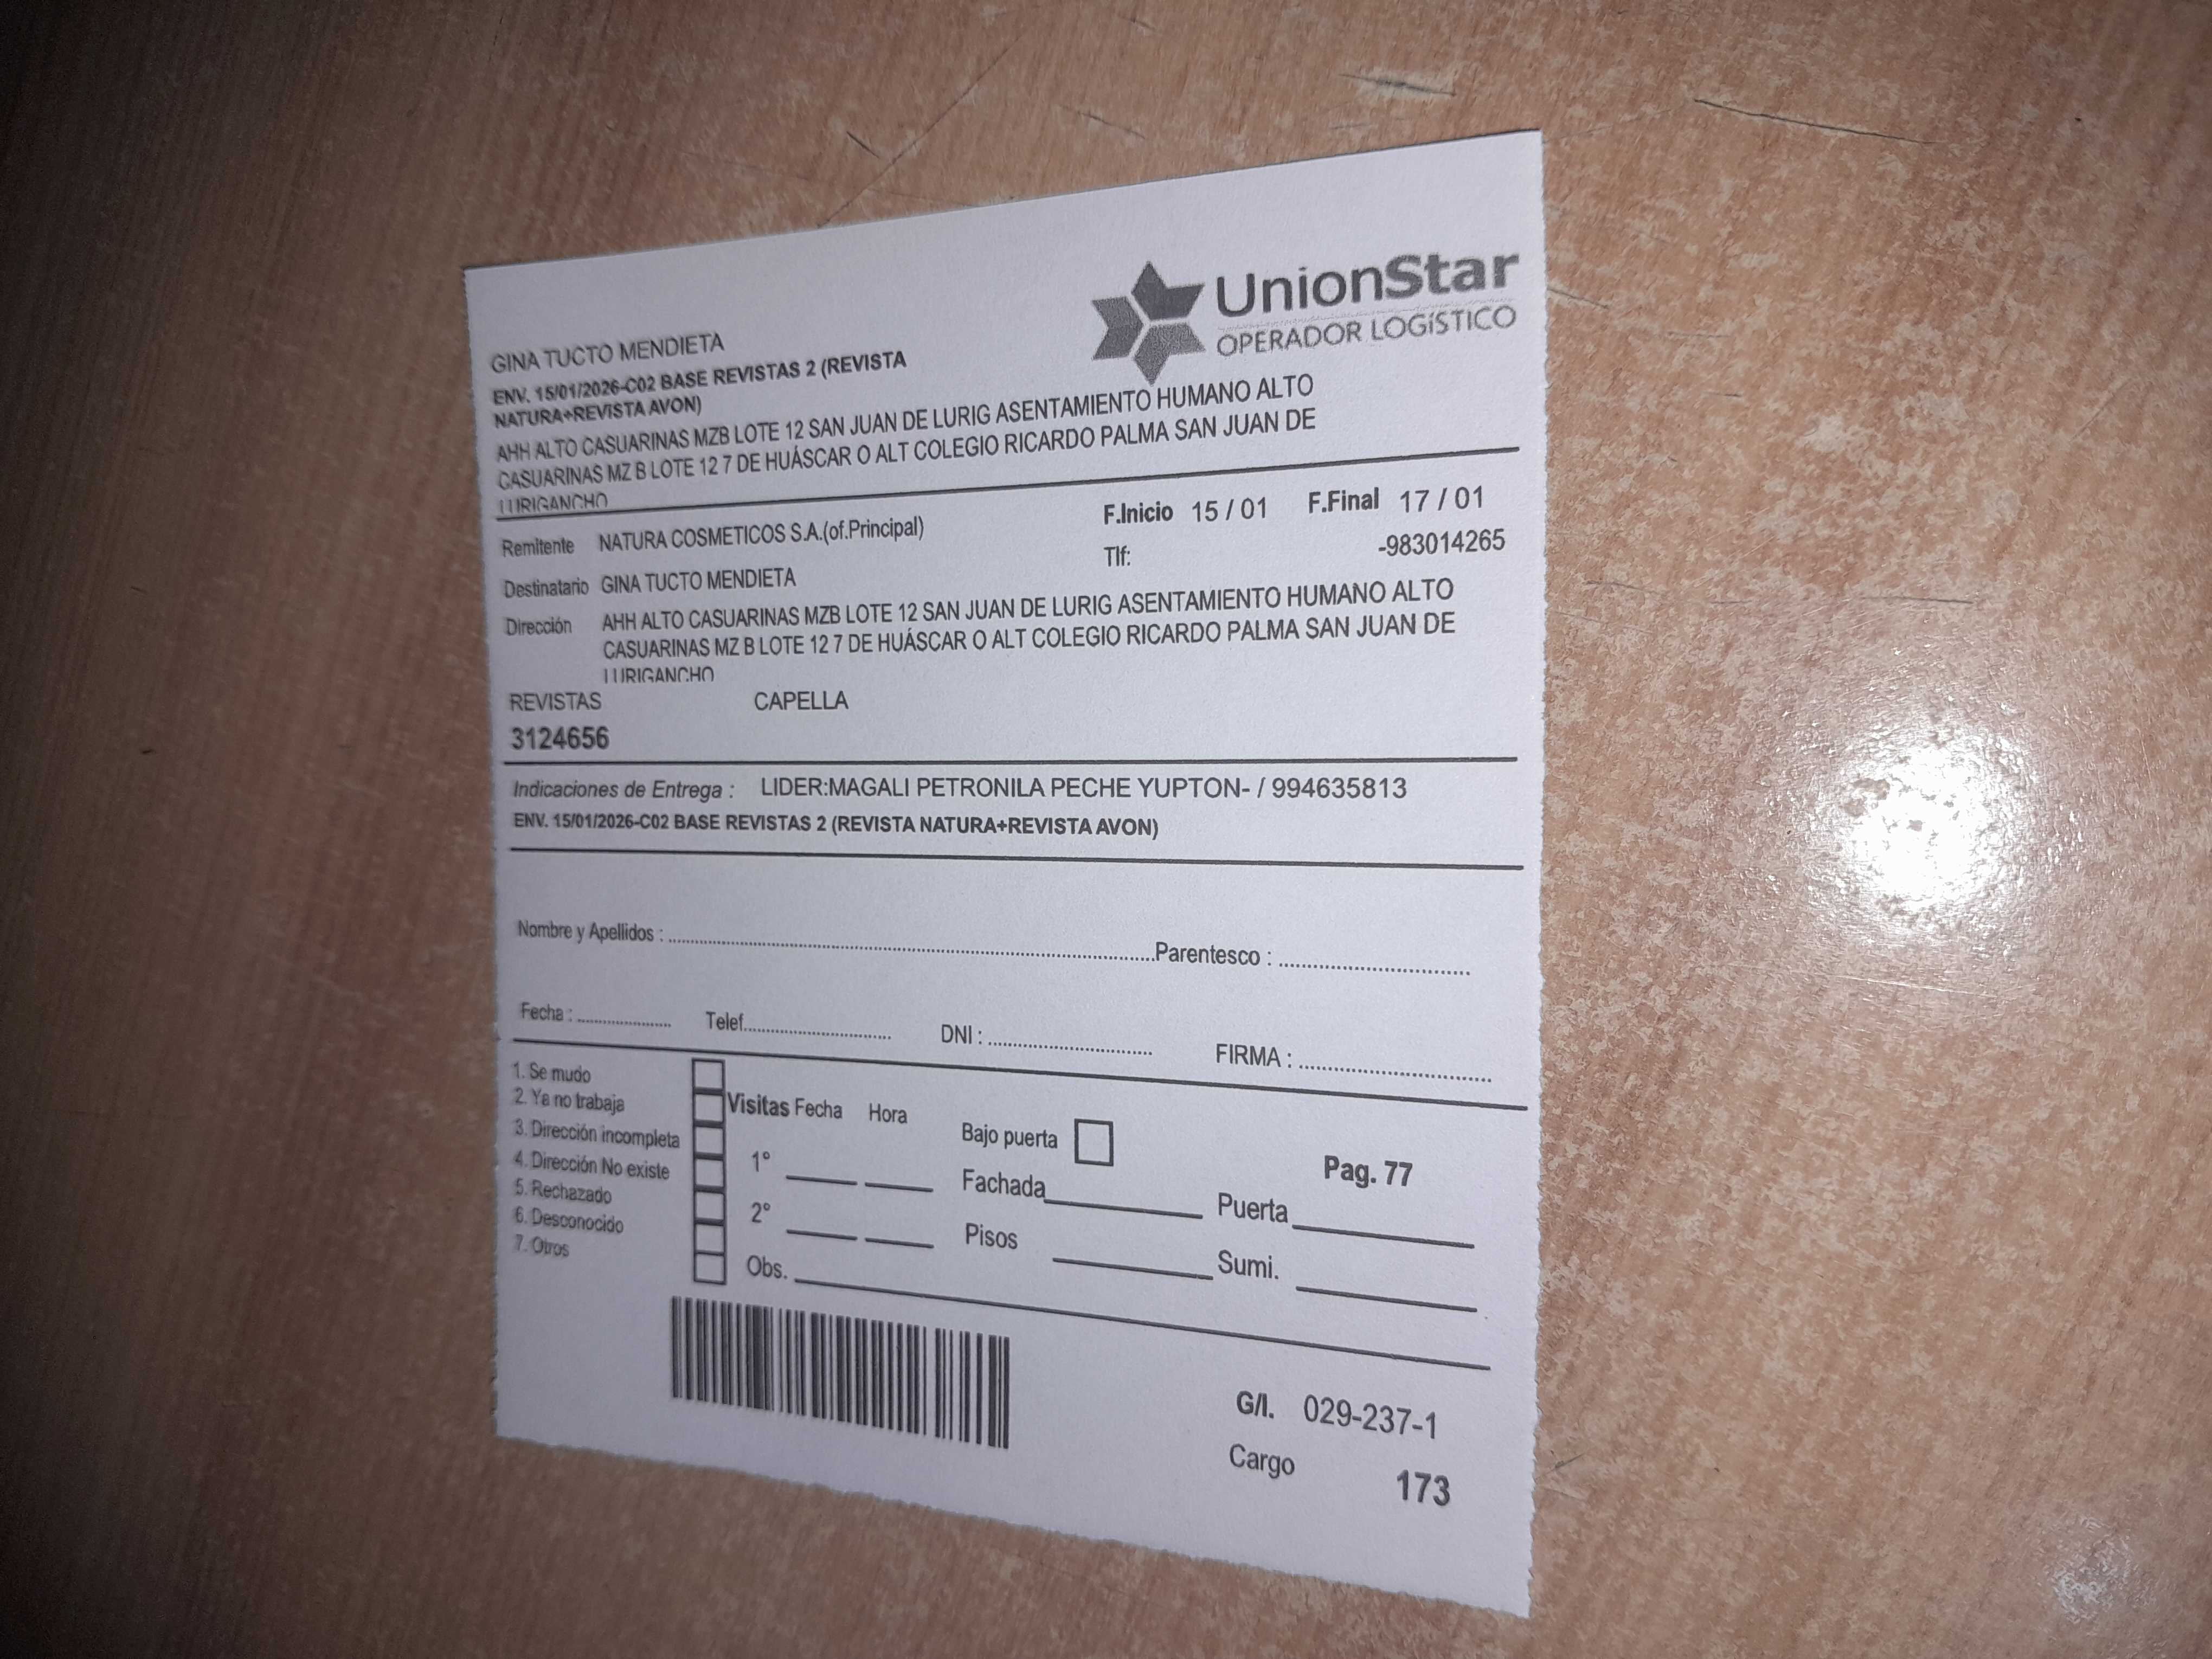 UnionStar
OPERADOR LOGíSTICO
GINA TUCTO MENDIETA
ENV. 15/01/2026-C02 BASE REVISTAS 2 (REVISTA
NATURA+REVISTA AVON)
AHH ALTO CASUARINAS MZB LOTE 12 SAN JUAN DE LURIG ASENTAMIENTO HUMANO ALTO
CASUARINAS MZ B LOTE 12 7 DE HUÁSCAR O ALT COLEGIO RICARDO PALMA SAN JUAN DE
LURIGANCHO
Remitente NATURA COSMETICOS S.A.(of.Principal) F.Inicio 15 / 01 F.Final 17 / 01
Tlf: -983014265
Destinatario GINA TUCTO MENDIETA
Dirección AHH ALTO CASUARINAS MZB LOTE 12 SAN JUAN DE LURIG ASENTAMIENTO HUMANO ALTO
CASUARINAS MZ B LOTE 12 7 DE HUÁSCAR O ALT COLEGIO RICARDO PALMA SAN JUAN DE
LURIGANCHO
REVISTAS CAPELLA
3124656
Indicaciones de Entrega : LIDER:MAGALI PETRONILA PECHE YUPTON- / 994635813
ENV. 15/01/2026-C02 BASE REVISTAS 2 (REVISTA NATURA+REVISTA AVON)
Nombre y Apellidos : Parentesco :
Fecha : Telef. DNI : FIRMA :
1. Se mudo
2. Ya no trabaja
3. Dirección incompleta
4. Dirección No existe
5. Rechazado
6. Desconocido
7. Otros
Visitas Fecha Hora
1°
2°
Obs.
Bajo puerta
Pag. 77
Fachada Puerta
Pisos Sumi.
G/I. 029-237-1
Cargo 173